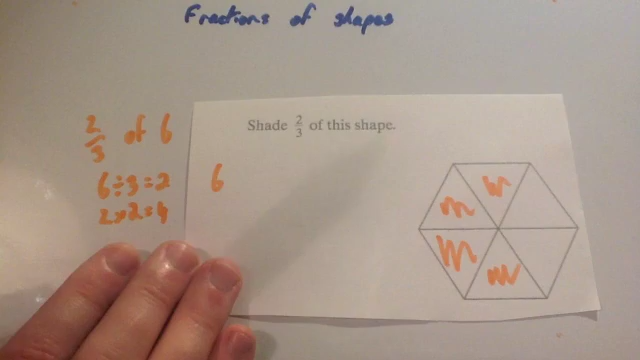 Fractions of shapes
2/3 of 6
Shade 2/3 of this shape.
6÷3=2
6
2×2=4